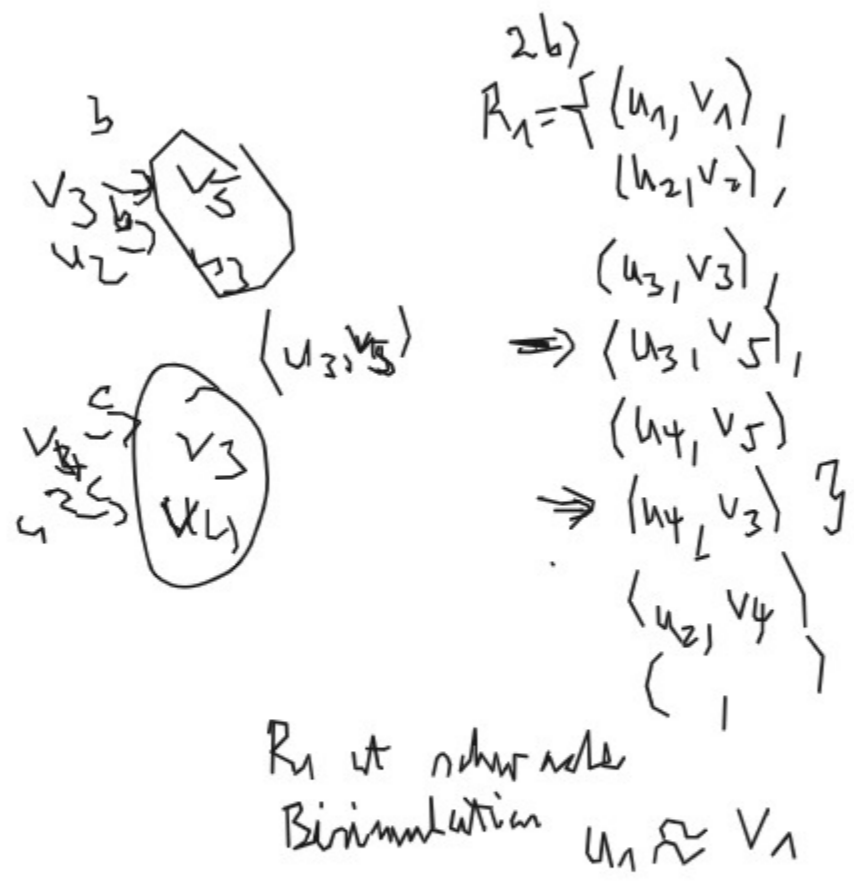 2b)
R₁ = { (u₁, v₁),
(u₂, v₂),
(u₃, v₃),
⇒ (u₃, v₅),
(u₄, v₅)
⇒ (u₄, v₃) }
(u₂, v₄)
( , )
b
v₃ → v₅
b
u₂
(u₃, v₅)
c
v₃
R₁ ist schwache
Bisimulation u₁ ≈ v₁